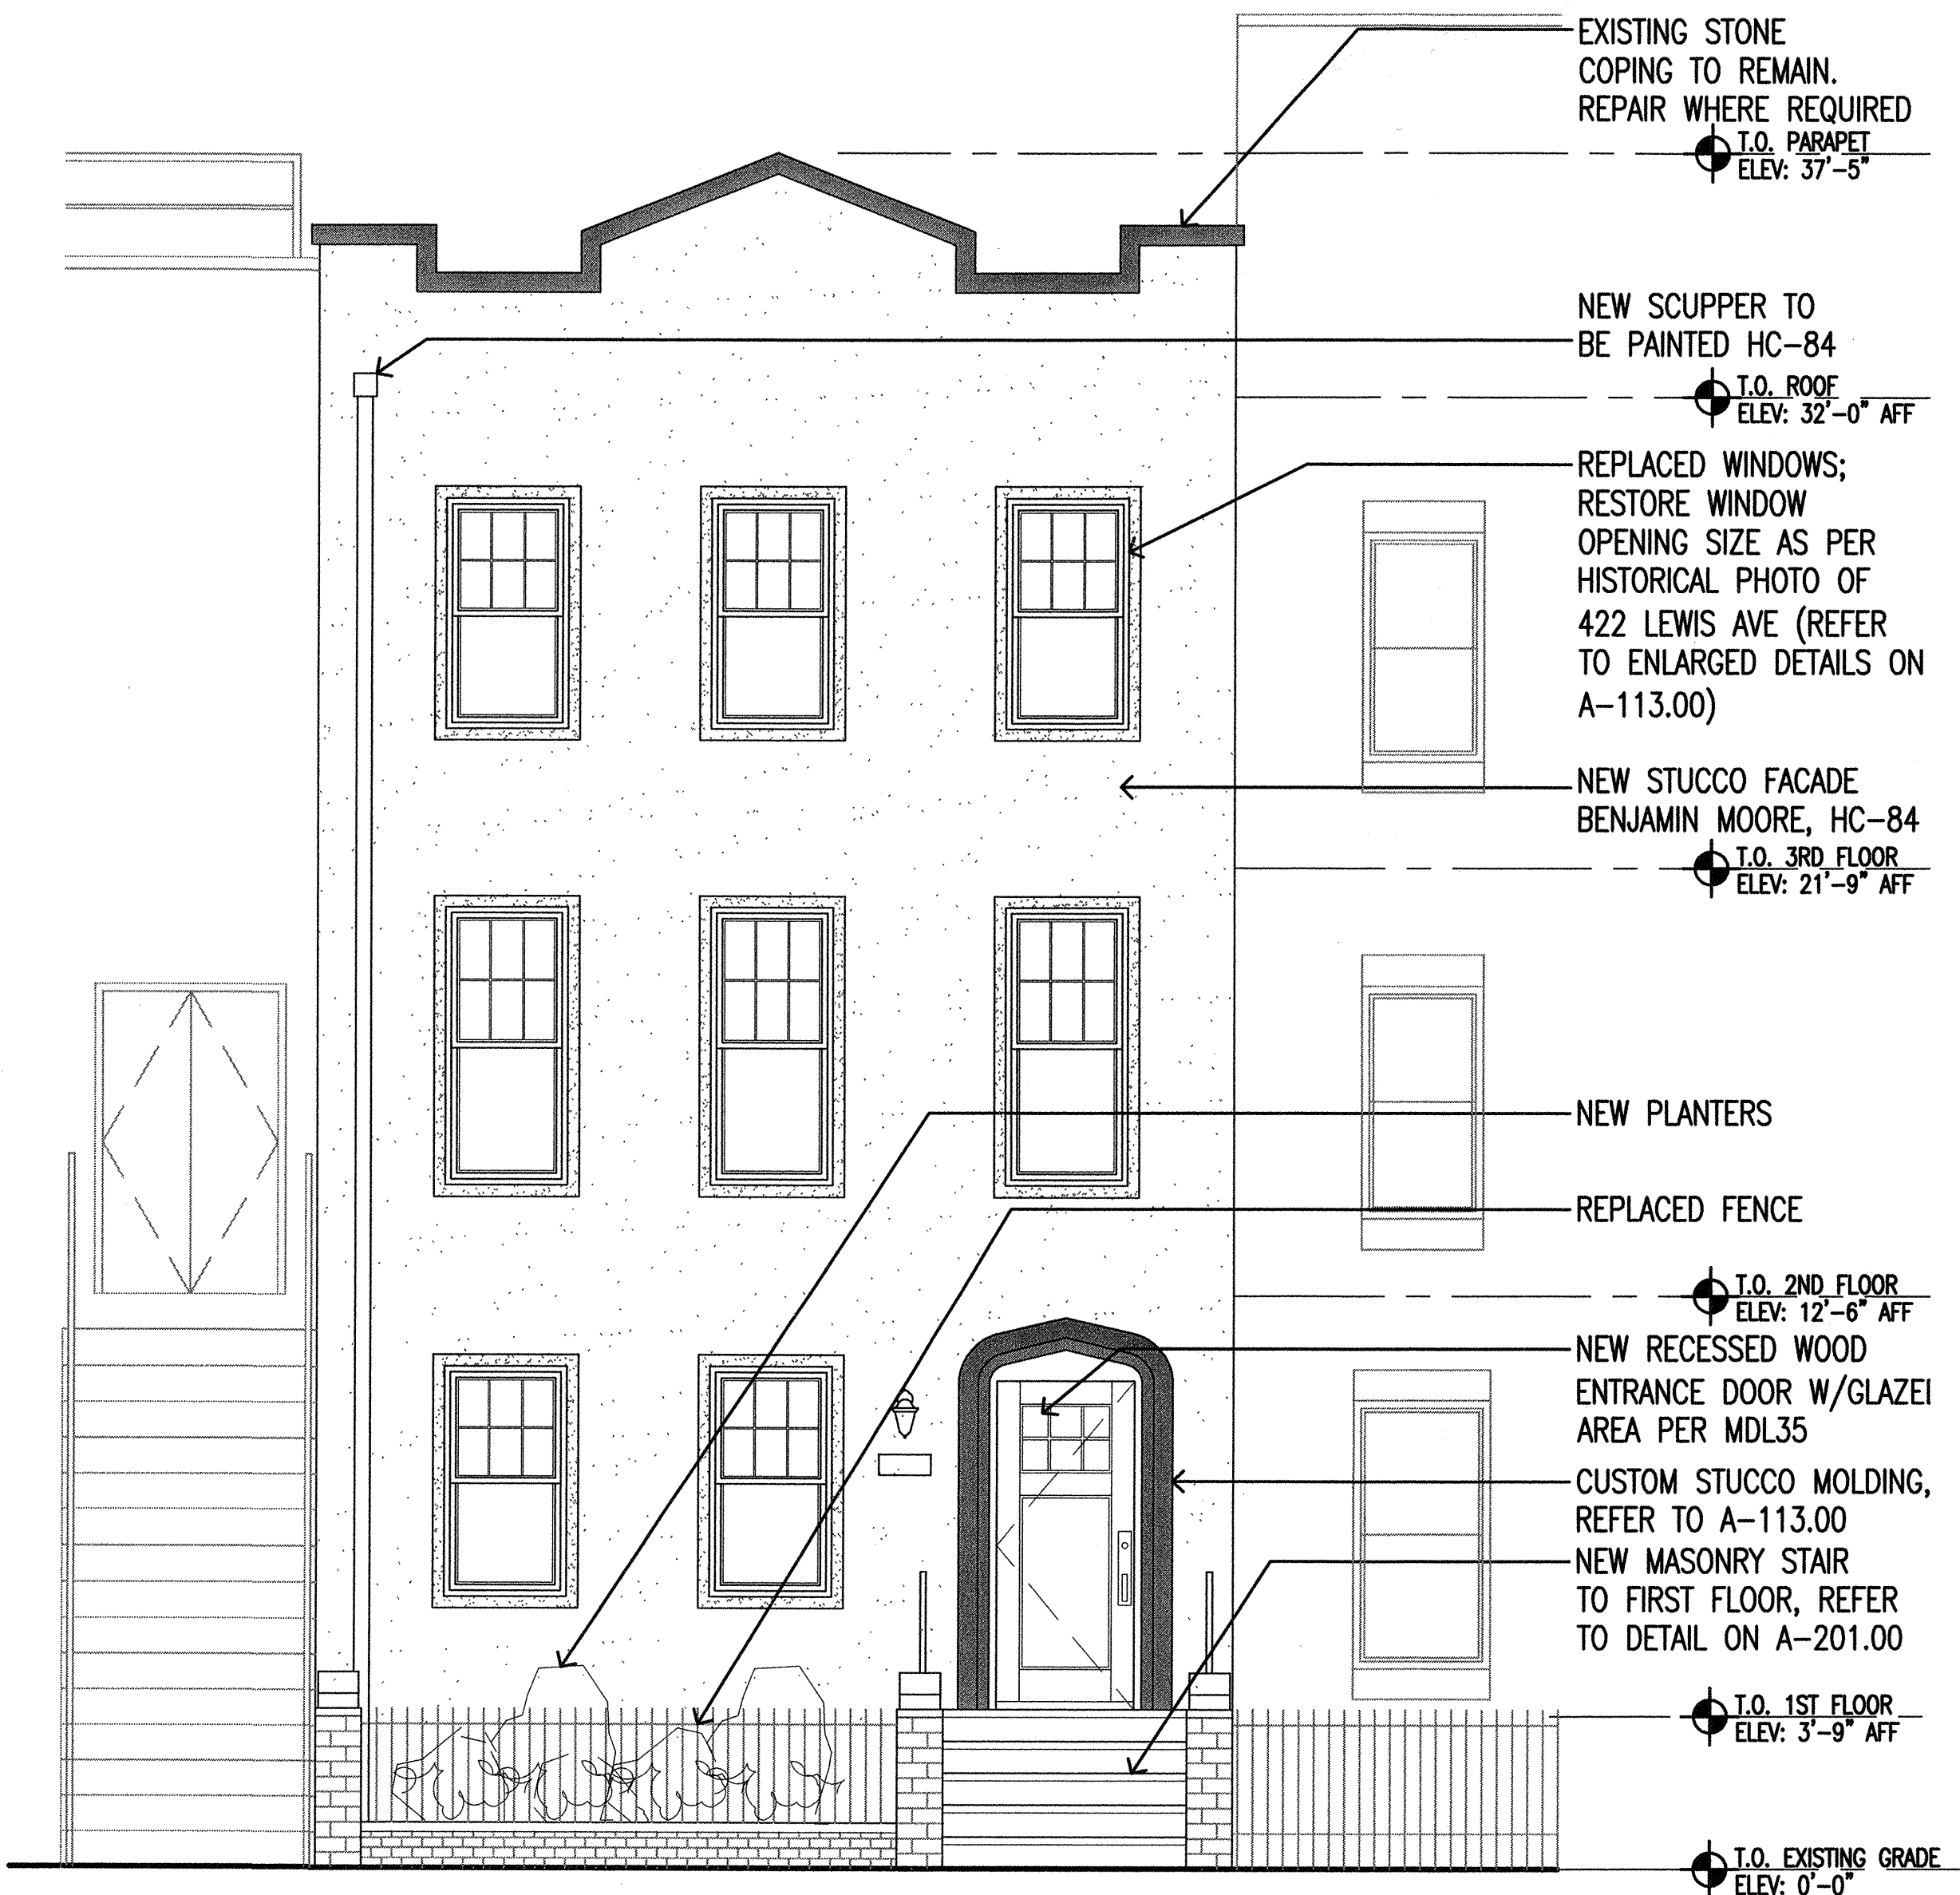 EXISTING STONE
COPING TO REMAIN.
REPAIR WHERE REQUIRED
T.O. PARAPET
ELEV: 37'-5"
NEW SCUPPER TO
BE PAINTED HC-84
T.O. ROOF
ELEV: 32'-0" AFF
REPLACED WINDOWS;
RESTORE WINDOW
OPENING SIZE AS PER
HISTORICAL PHOTO OF
422 LEWIS AVE (REFER
TO ENLARGED DETAILS ON
A-113.00)
NEW STUCCO FACADE
BENJAMIN MOORE, HC-84
T.O. 3RD FLOOR
ELEV: 21'-9" AFF
NEW PLANTERS
REPLACED FENCE
T.O. 2ND FLOOR
ELEV: 12'-6" AFF
NEW RECESSED WOOD
ENTRANCE DOOR W/GLAZE
AREA PER MDL35
CUSTOM STUCCO MOLDING,
REFER TO A-113.00
NEW MASONRY STAIR
TO FIRST FLOOR, REFER
TO DETAIL ON A-201.00
T.O. 1ST FLOOR
ELEV: 3'-9" AFF
T.O. EXISTING GRADE
ELEV: 0'-0"